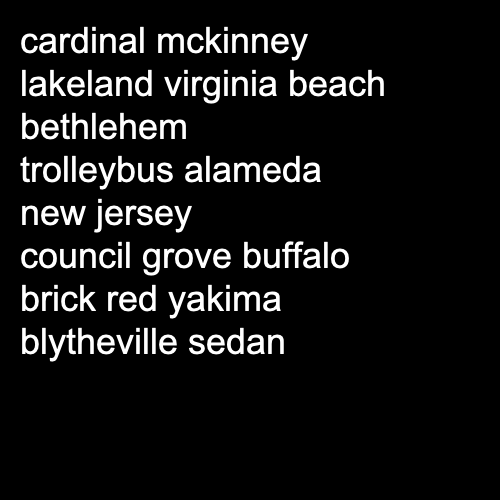 cardinal mckinney
lakeland virginia beach
bethlehem
trolleybus alameda
new jersey
council grove buffalo
brick red yakima
blytheville sedan